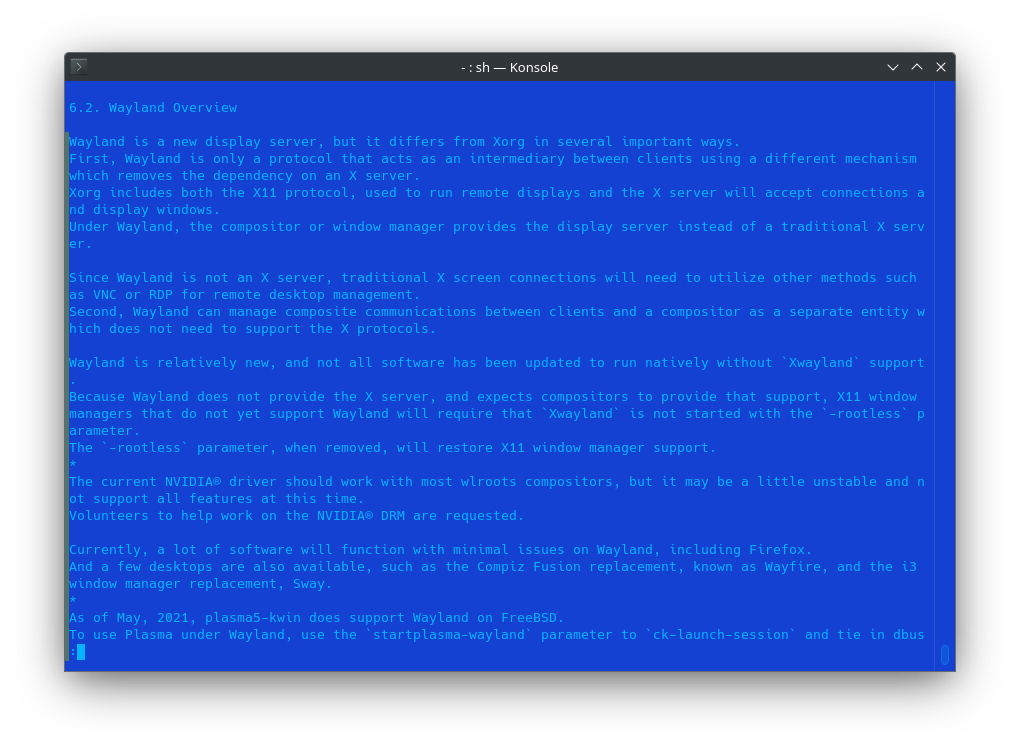 - : sh — Konsole
6.2. Wayland Overview
Wayland is a new display server, but it differs from Xorg in several important ways.
First, Wayland is only a protocol that acts as an intermediary between clients using a different mechanism
which removes the dependency on an X server.
Xorg includes both the X11 protocol, used to run remote displays and the X server will accept connections a
nd display windows.
Under Wayland, the compositor or window manager provides the display server instead of a traditional X serv
er.
Since Wayland is not an X server, traditional X screen connections will need to utilize other methods such
as VNC or RDP for remote desktop management.
Second, Wayland can manage composite communications between clients and a compositor as a separate entity w
hich does not need to support the X protocols.
Wayland is relatively new, and not all software has been updated to run natively without `Xwayland` support
.
Because Wayland does not provide the X server, and expects compositors to provide that support, X11 window
managers that do not yet support Wayland will require that `Xwayland` is not started with the `-rootless` p
arameter.
The `-rootless` parameter, when removed, will restore X11 window manager support.
*
The current NVIDIA® driver should work with most wlroots compositors, but it may be a little unstable and n
ot support all features at this time.
Volunteers to help work on the NVIDIA® DRM are requested.
Currently, a lot of software will function with minimal issues on Wayland, including Firefox.
And a few desktops are also available, such as the Compiz Fusion replacement, known as Wayfire, and the i3
window manager replacement, Sway.
*
As of May, 2021, plasma5-kwin does support Wayland on FreeBSD.
To use Plasma under Wayland, use the `startplasma-wayland` parameter to `ck-launch-session` and tie in dbus
: